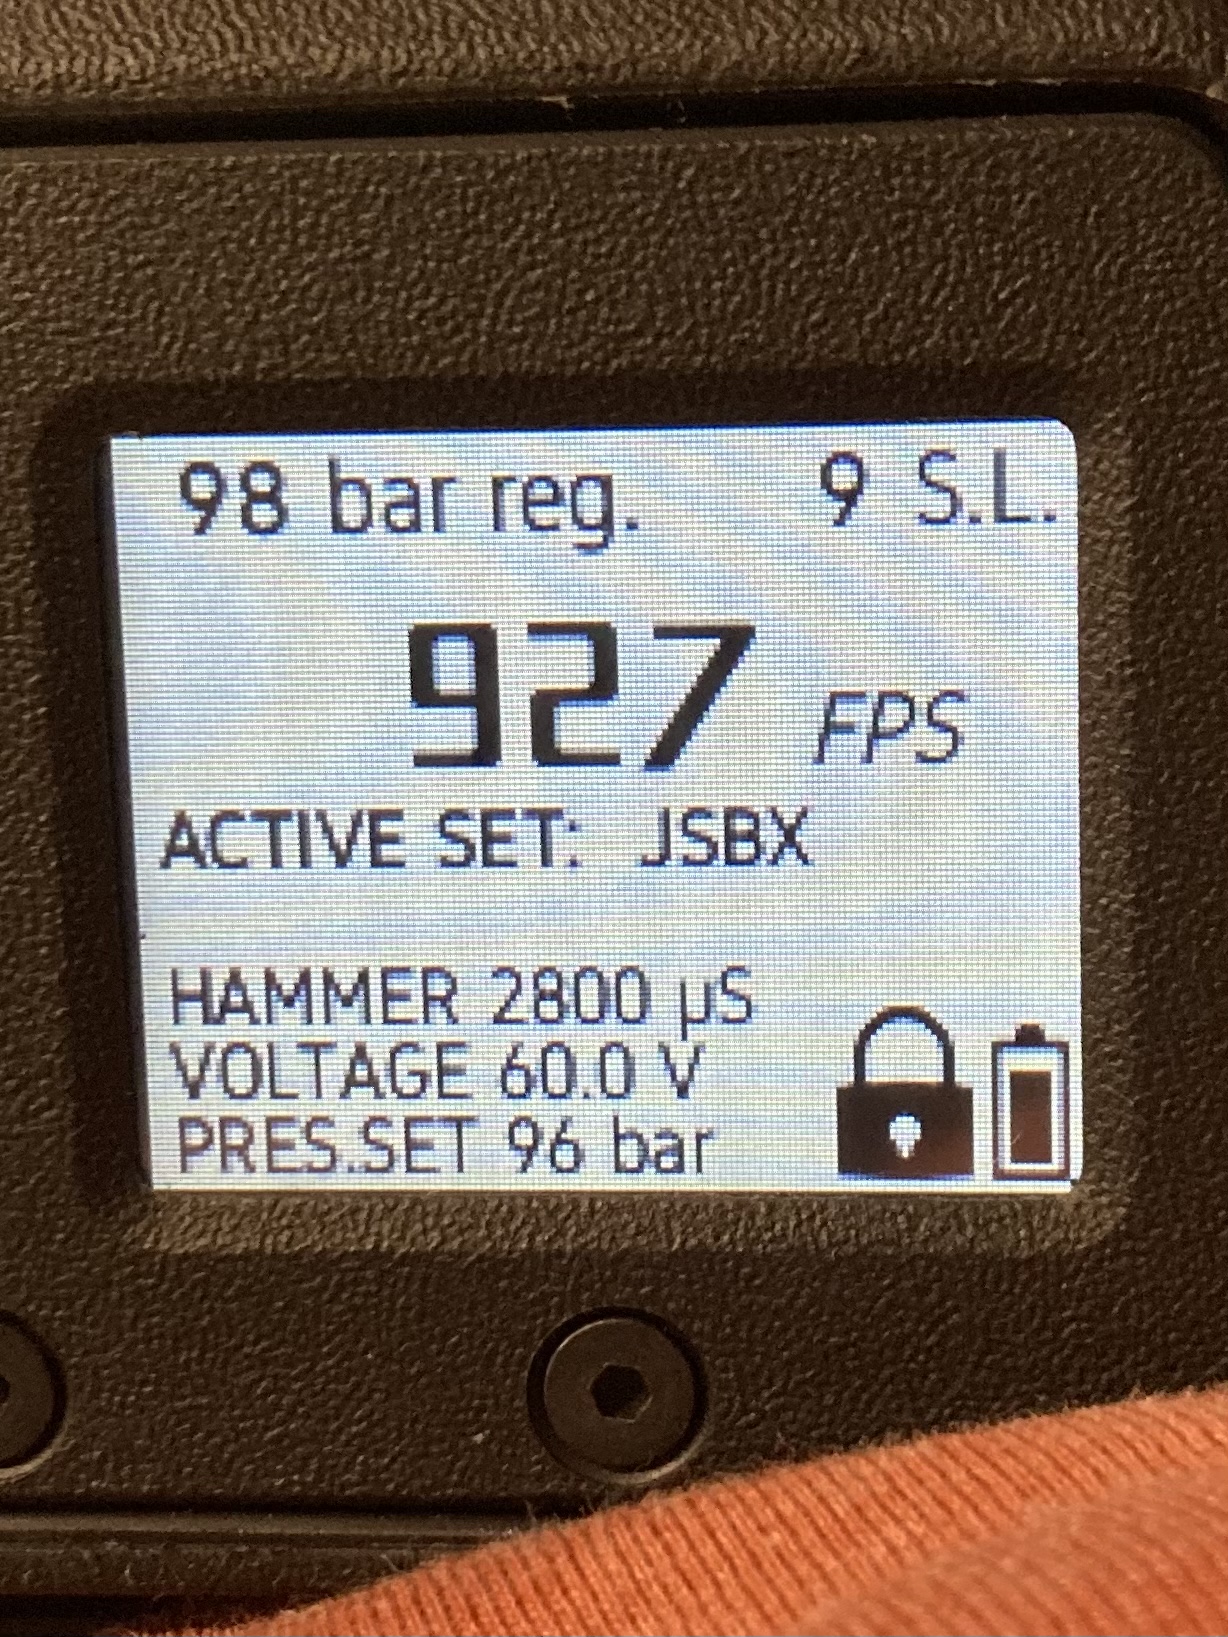 98 bar reg. 9 S.L.
927 FPS
ACTIVE SET: JSBX
HAMMER 2800 µS
VOLTAGE 60.0 V
PRES.SET 96 bar